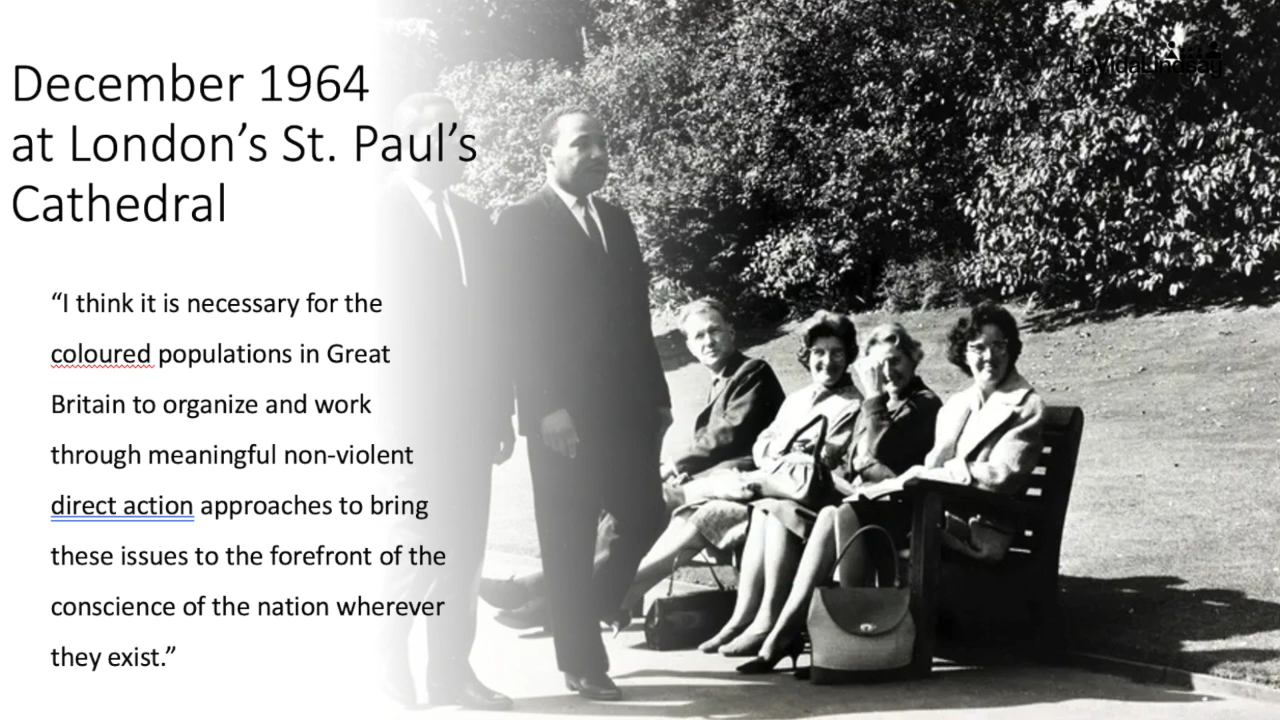 December 1964
at London’s St. Paul’s
Cathedral
“I think it is necessary for the
coloured populations in Great
Britain to organize and work
through meaningful non-violent
direct action approaches to bring
these issues to the forefront of the
conscience of the nation wherever
they exist.”
LaVidaLindsay